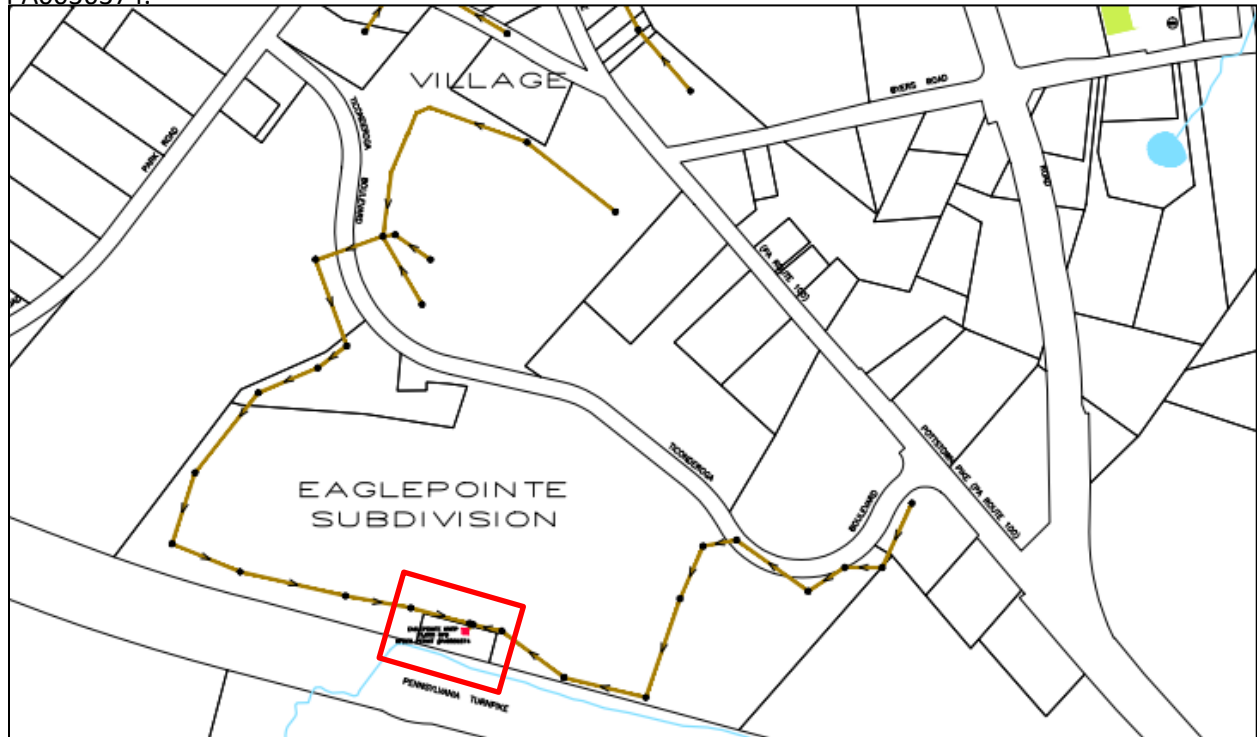 VILLAGE
BYERS ROAD
TICONDEROGA
PARK ROAD
ROAD
BOULEVARD
(PA ROUTE 100)
TICONDEROGA
POTTSTOWN PIKE (PA ROUTE 100)
EAGLEPOINTE
SUBDIVISION
BOULEVARD
PENNSYLVANIA TURNPIKE